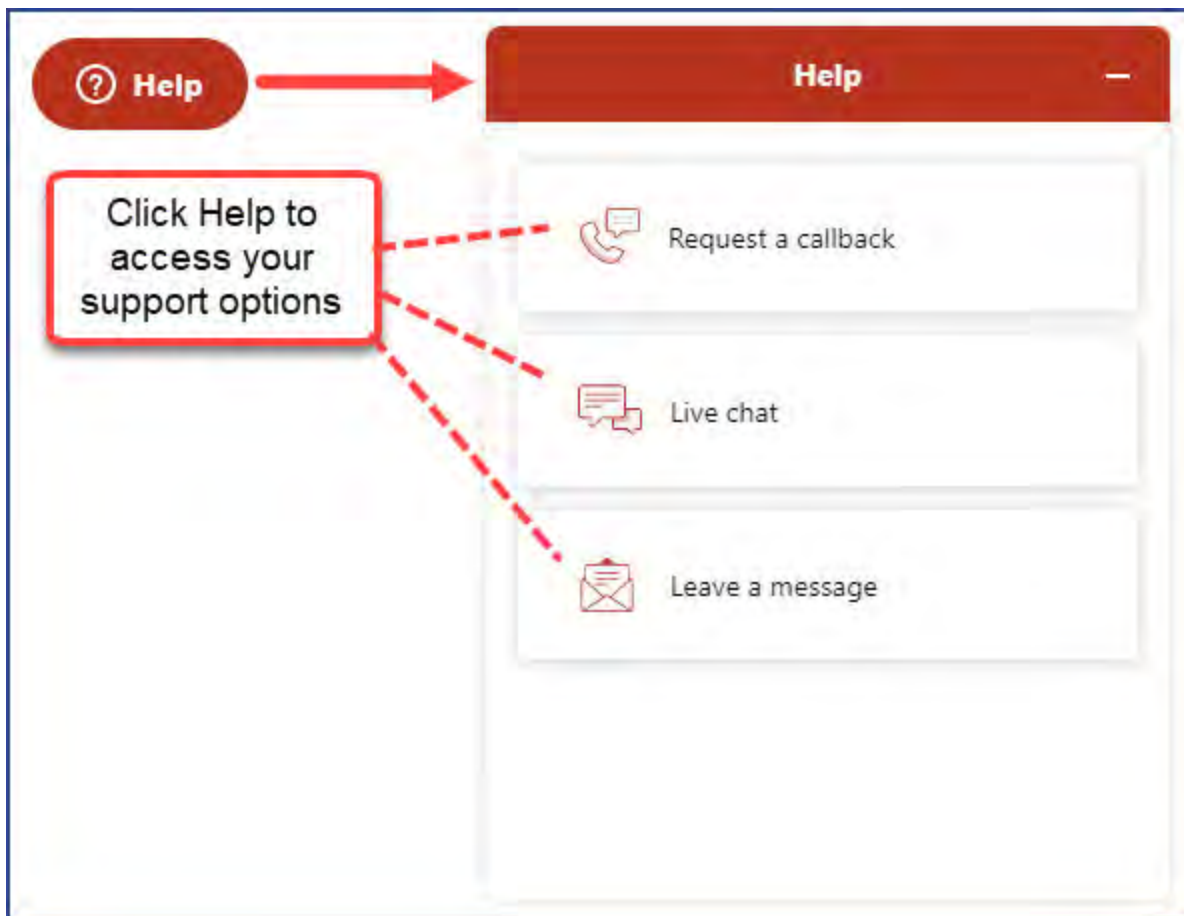 Help
Help
Click Help to
access your
support options
Request a callback
Live chat
Leave a message